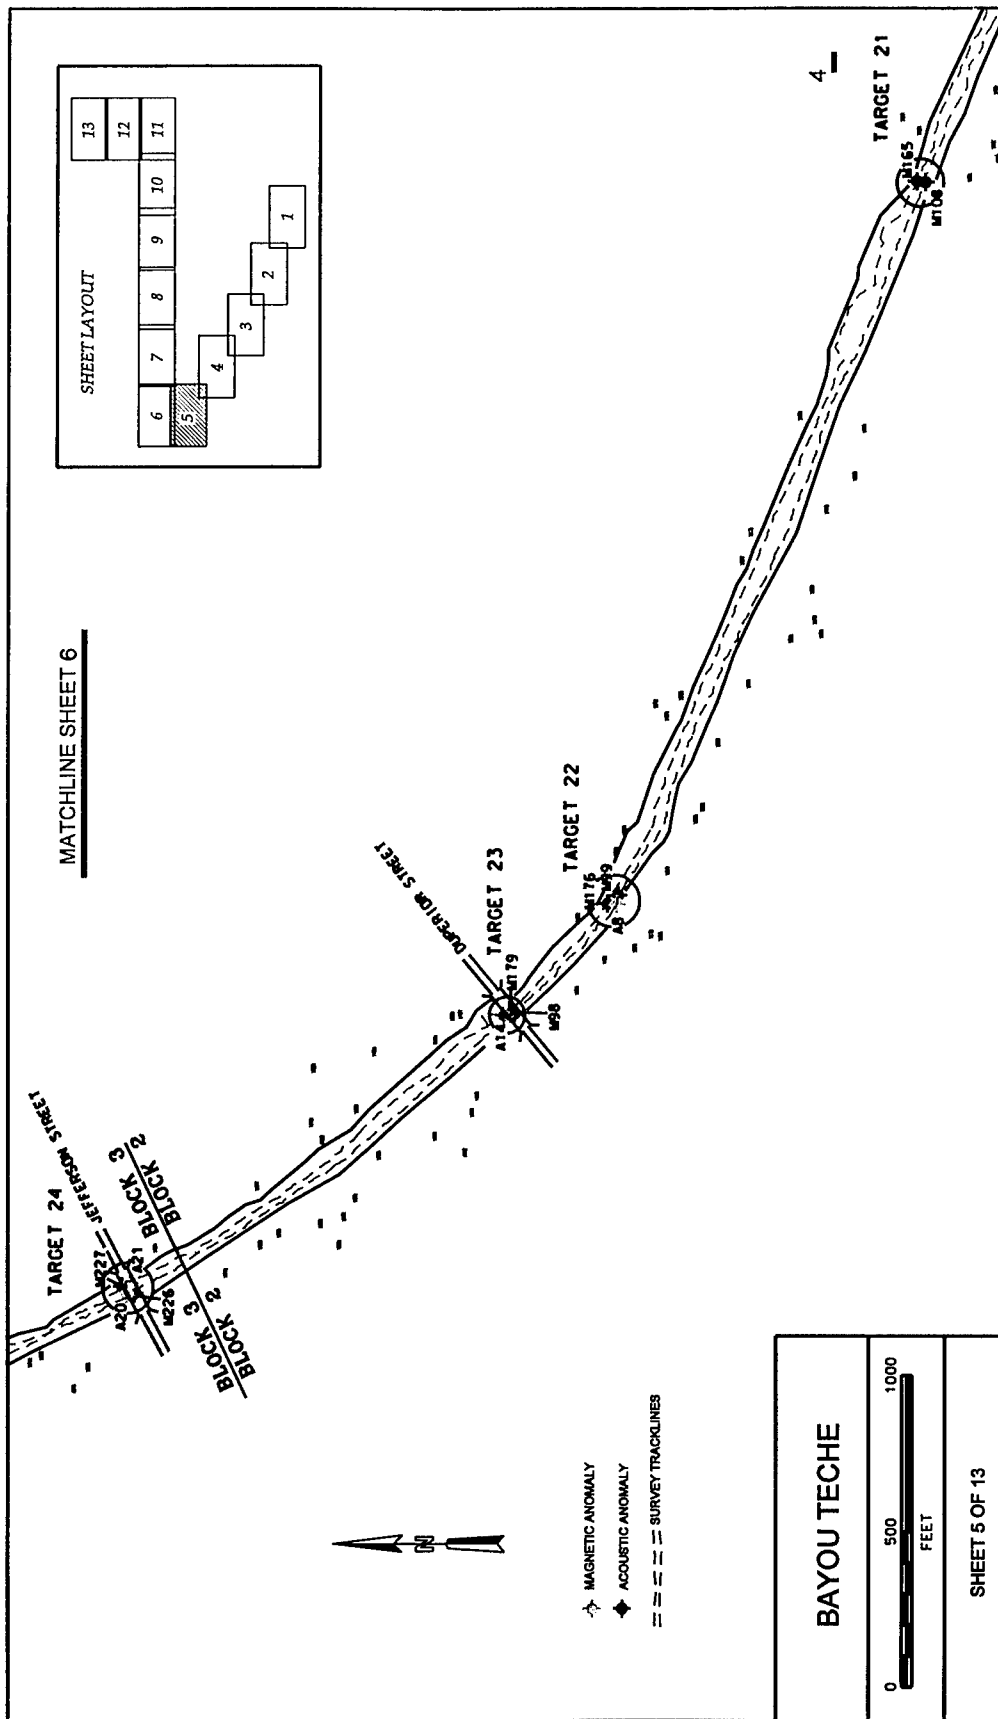 MATCHLINE SHEET 6
SHEET LAYOUT
13
12
6
7
8
9
10
11
5
4
3
2
1
TARGET 24
JEFFERSON STREET
M227
A20
A21
M226
BLOCK 3
BLOCK 2
BLOCK 3
BLOCK 2
DUPERIOR STREET
TARGET 23
A14
M179
M98
TARGET 22
M176
M99
A8
4
TARGET 21
M165
M108
N
MAGNETIC ANOMALY
ACOUSTIC ANOMALY
SURVEY TRACKLINES
BAYOU TECHE
0 500 1000
FEET
SHEET 5 OF 13